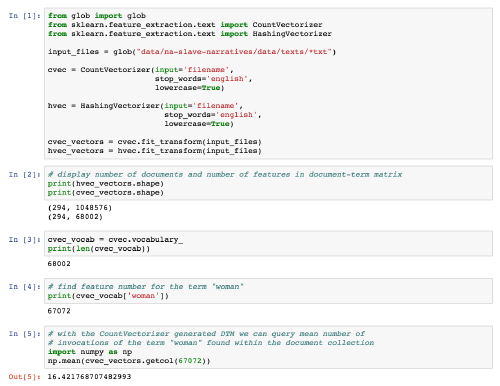 In [1]: from glob import glob
from sklearn.feature_extraction.text import CountVectorizer
from sklearn.feature_extraction.text import HashingVectorizer
input_files = glob("data/na-slave-narratives/data/texts/*txt")
cvec = CountVectorizer(input='filename',
stop_words='english',
lowercase=True)
hvec = HashingVectorizer(input='filename',
stop_words='english',
lowercase=True)
cvec_vectors = cvec.fit_transform(input_files)
hvec_vectors = hvec.fit_transform(input_files)
In [2]: # display number of documents and number of features in document-term matrix
print(hvec_vectors.shape)
print(cvec_vectors.shape)
(294, 1048576)
(294, 68002)
In [3]: cvec_vocab = cvec.vocabulary_
print(len(cvec_vocab))
68002
In [4]: # find feature number for the term "woman"
print(cvec_vocab['woman'])
67072
In [5]: # with the CountVectorizer generated DTM we can query mean number of
# invocations of the term "woman" found within the document collection
import numpy as np
np.mean(cvec_vectors.getcol(67072))
Out[5]: 16.421768707482993